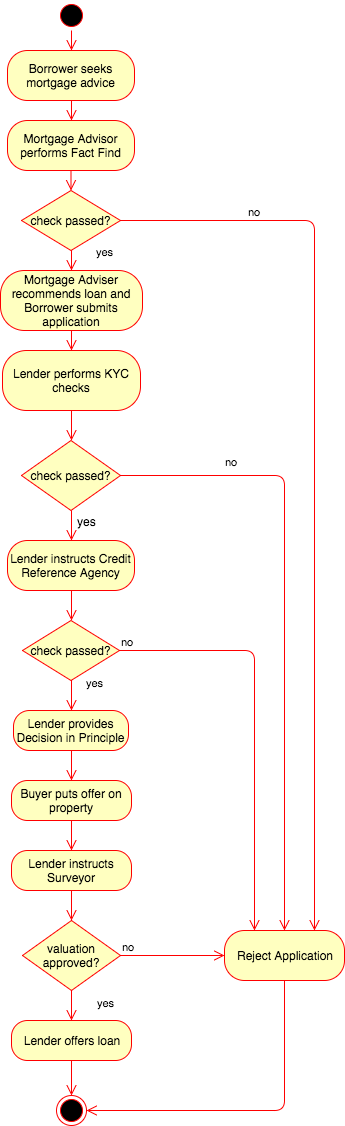 Borrower seeks
mortgage advice
Mortgage Advisor
performs Fact Find
check passed?
no
yes
Mortgage Adviser
recommends loan and
Borrower submits
application
Lender performs KYC
checks
check passed?
no
yes
Lender instructs Credit
Reference Agency
check passed?
no
yes
Lender provides
Decision in Principle
Buyer puts offer on
property
Lender instructs
Surveyor
valuation
approved?
no
Reject Application
yes
Lender offers loan